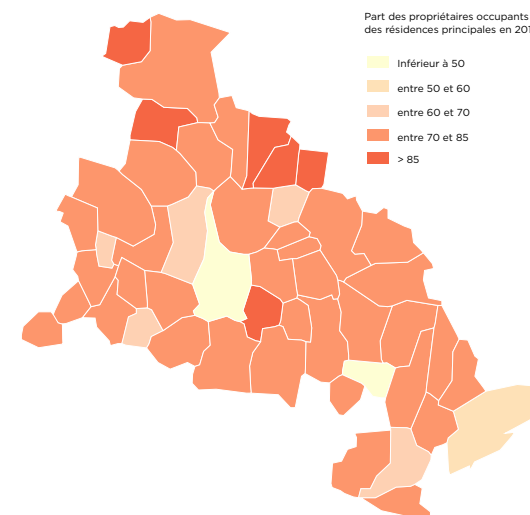 Part des propriétaires occupants
des résidences principales en 201
Inférieur à 50
entre 50 et 60
entre 60 et 70
entre 70 et 85
> 85